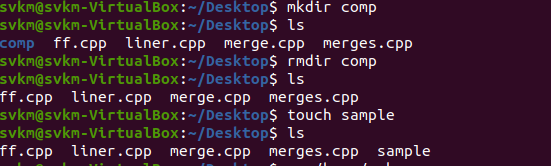 svkm@svkm-VirtualBox:~/Desktop$ mkdir comp
svkm@svkm-VirtualBox:~/Desktop$ ls
comp  ff.cpp  liner.cpp  merge.cpp  merges.cpp
svkm@svkm-VirtualBox:~/Desktop$ rmdir comp
svkm@svkm-VirtualBox:~/Desktop$ ls
ff.cpp  liner.cpp  merge.cpp  merges.cpp
svkm@svkm-VirtualBox:~/Desktop$ touch sample
svkm@svkm-VirtualBox:~/Desktop$ ls
ff.cpp  liner.cpp  merge.cpp  merges.cpp  sample